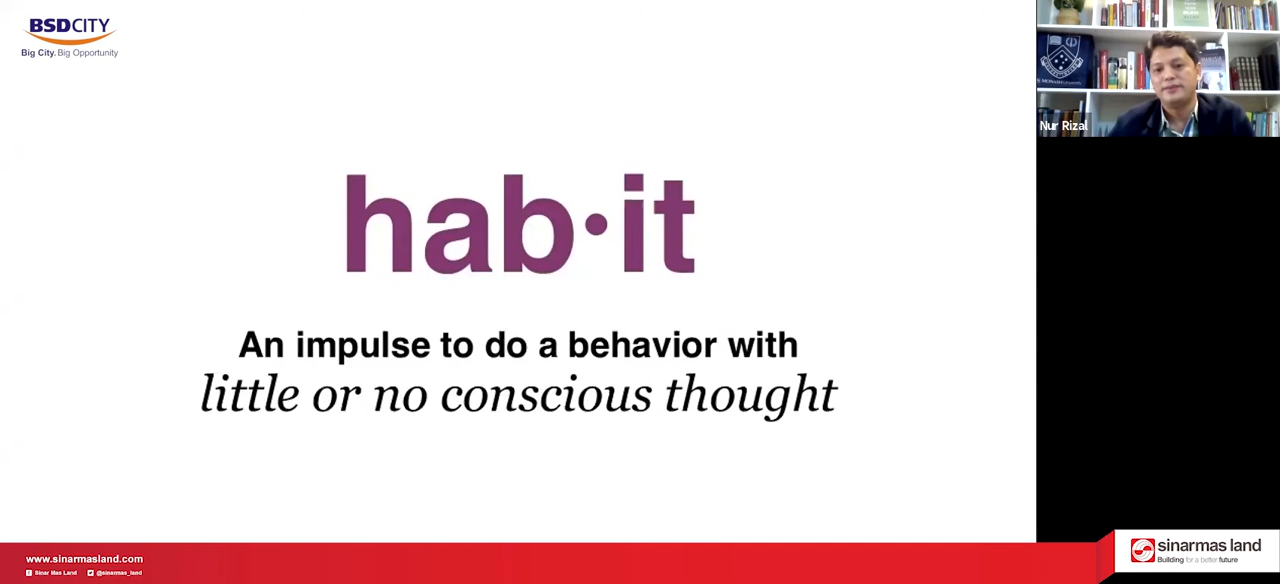 BSDCITY
Big City. Big Opportunity
Nur Rizal
hab·it
An impulse to do a behavior with
little or no conscious thought
www.sinarmasland.com
Sinar Mas Land @sinarmas_land
sinarmas land
Building for a better future